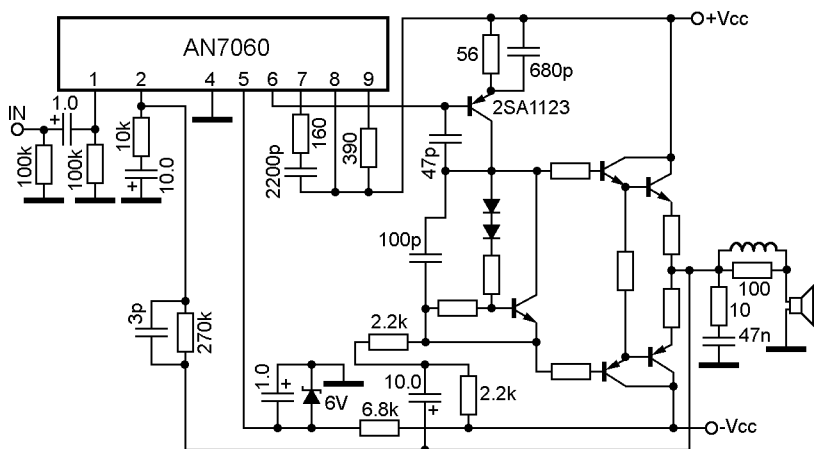 +Vcc
AN7060
56
680p
1 2 4 5 6 7 8 9
2SA1123
IN
1.0
10k
160
390
47p
100k
100k
10.0
2200p
100p
3p
270k
2.2k
100
10
47n
1.0
6V
10.0
2.2k
6.8k
-Vcc